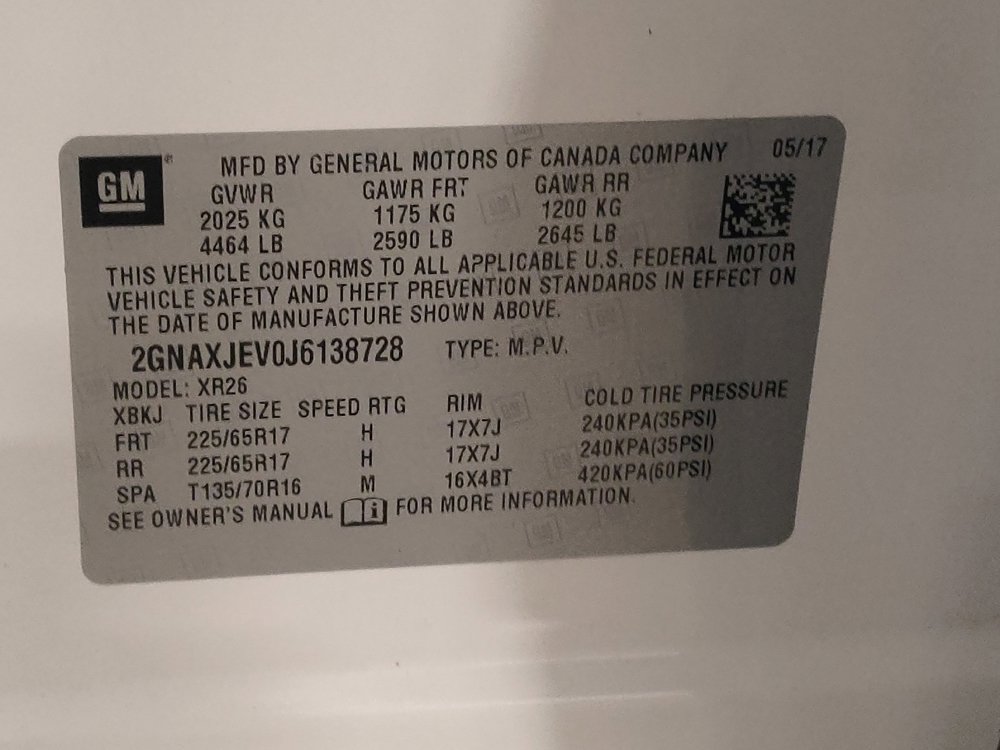 GM MFD BY GENERAL MOTORS OF CANADA COMPANY 05/17
GVWR GAWR FRT GAWR RR
2025 KG 1175 KG 1200 KG
4464 LB 2590 LB 2645 LB
THIS VEHICLE CONFORMS TO ALL APPLICABLE U.S. FEDERAL MOTOR
VEHICLE SAFETY AND THEFT PREVENTION STANDARDS IN EFFECT ON
THE DATE OF MANUFACTURE SHOWN ABOVE.
2GNAXJEV0J6138728 TYPE: M.P.V.
MODEL: XR26
XBKJ TIRE SIZE SPEED RTG RIM COLD TIRE PRESSURE
FRT 225/65R17 H 17X7J 240KPA(35PSI)
RR 225/65R17 H 17X7J 240KPA(35PSI)
SPA T135/70R16 M 16X4BT 420KPA(60PSI)
SEE OWNER'S MANUAL i FOR MORE INFORMATION.